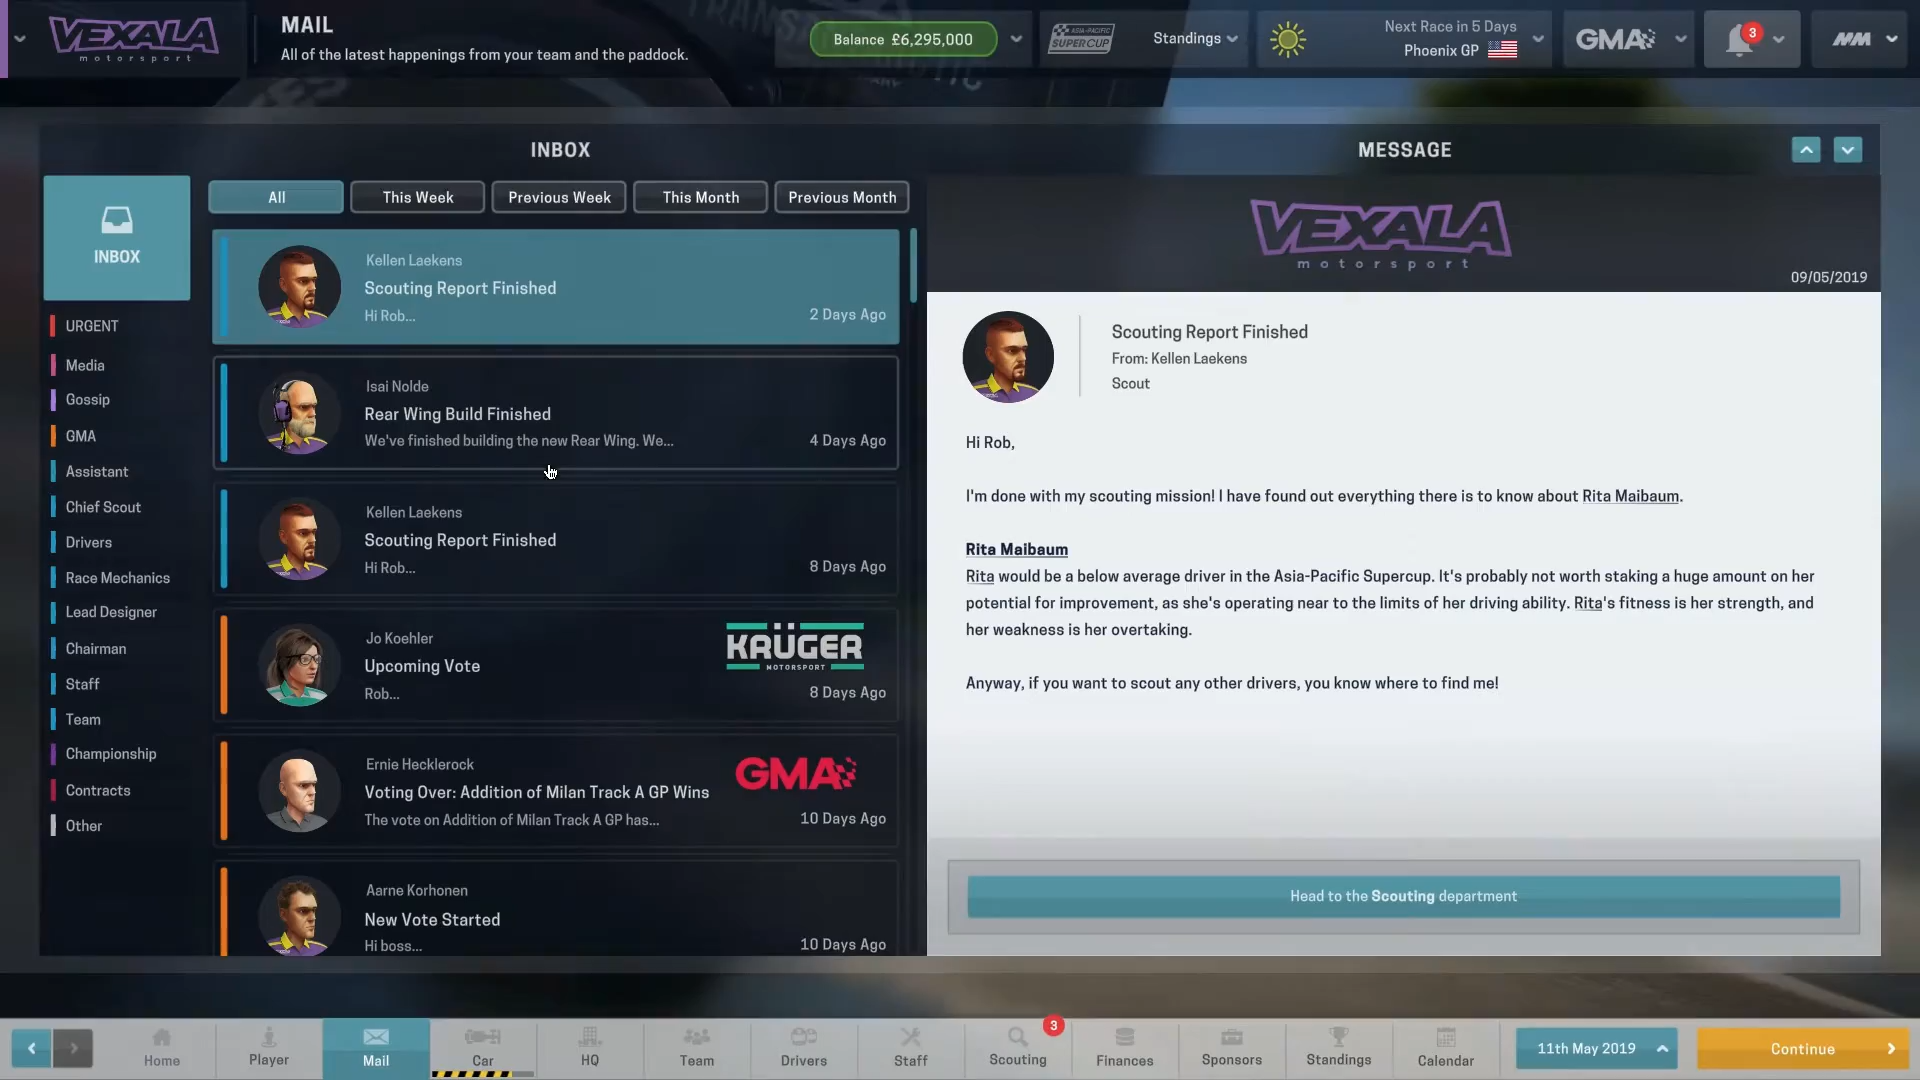 VEXALA
motorsport
MAIL
All of the latest happenings from your team and the paddock.
Balance £6,295,000
ASIA-PACIFIC
SUPERCUP
Standings
Next Race in 5 Days
Phoenix GP
GMA
3
INBOX
MESSAGE
INBOX
URGENT
Media
Gossip
GMA
Assistant
Chief Scout
Drivers
Race Mechanics
Lead Designer
Chairman
Staff
Team
Championship
Contracts
Other
All
This Week
Previous Week
This Month
Previous Month
Kellen Laekens
Scouting Report Finished
Hi Rob...
2 Days Ago
Isai Nolde
Rear Wing Build Finished
We've finished building the new Rear Wing. We...
4 Days Ago
Kellen Laekens
Scouting Report Finished
Hi Rob...
8 Days Ago
Jo Koehler
Upcoming Vote
Rob...
KRÜGER
MOTORSPORT
8 Days Ago
Ernie Hecklerock
Voting Over: Addition of Milan Track A GP Wins
The vote on Addition of Milan Track A GP has...
GMA
10 Days Ago
Aarne Korhonen
New Vote Started
Hi boss...
10 Days Ago
VEXALA
motorsport
09/05/2019
Scouting Report Finished
From: Kellen Laekens
Scout
Hi Rob,
I'm done with my scouting mission! I have found out everything there is to know about Rita Maibaum.
Rita Maibaum
Rita would be a below average driver in the Asia-Pacific Supercup. It's probably not worth staking a huge amount on her
potential for improvement, as she's operating near to the limits of her driving ability. Rita's fitness is her strength, and
her weakness is her overtaking.
Anyway, if you want to scout any other drivers, you know where to find me!
Head to the Scouting department
Home
Player
Mail
Car
HQ
Team
Drivers
Staff
Scouting
3
Finances
Sponsors
Standings
Calendar
11th May 2019
Continue